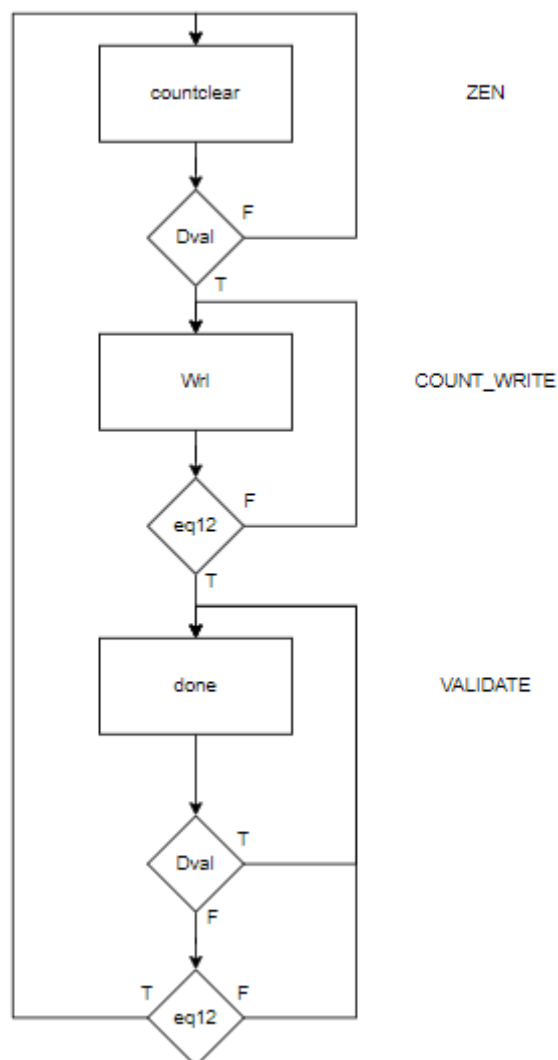 countclear
ZEN
F
Dval
T
Wrl
COUNT_WRITE
F
eq12
T
done
VALIDATE
T
Dval
F
T
F
eq12